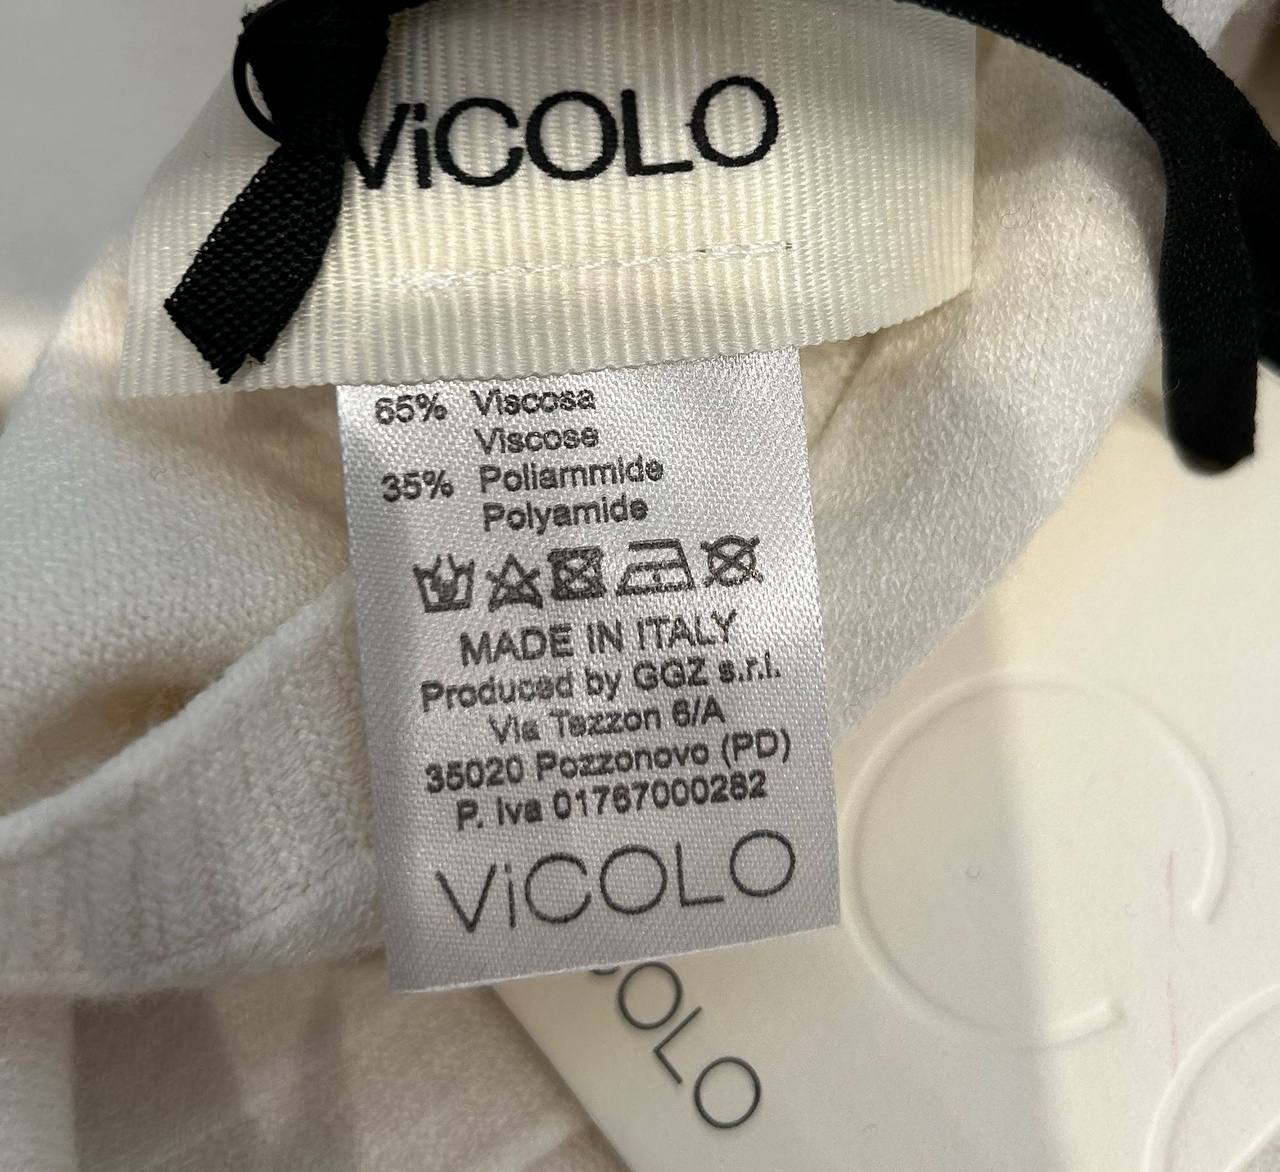 ViCOLO
65% Viscosa
Viscose
35% Poliammide
Polyamide
MADE IN ITALY
Produced by GGZ s.r.l.
Via Tezzon 6/A
35020 Pozzonovo (PD)
P. Iva 01767000282
ViCOLO
COLO